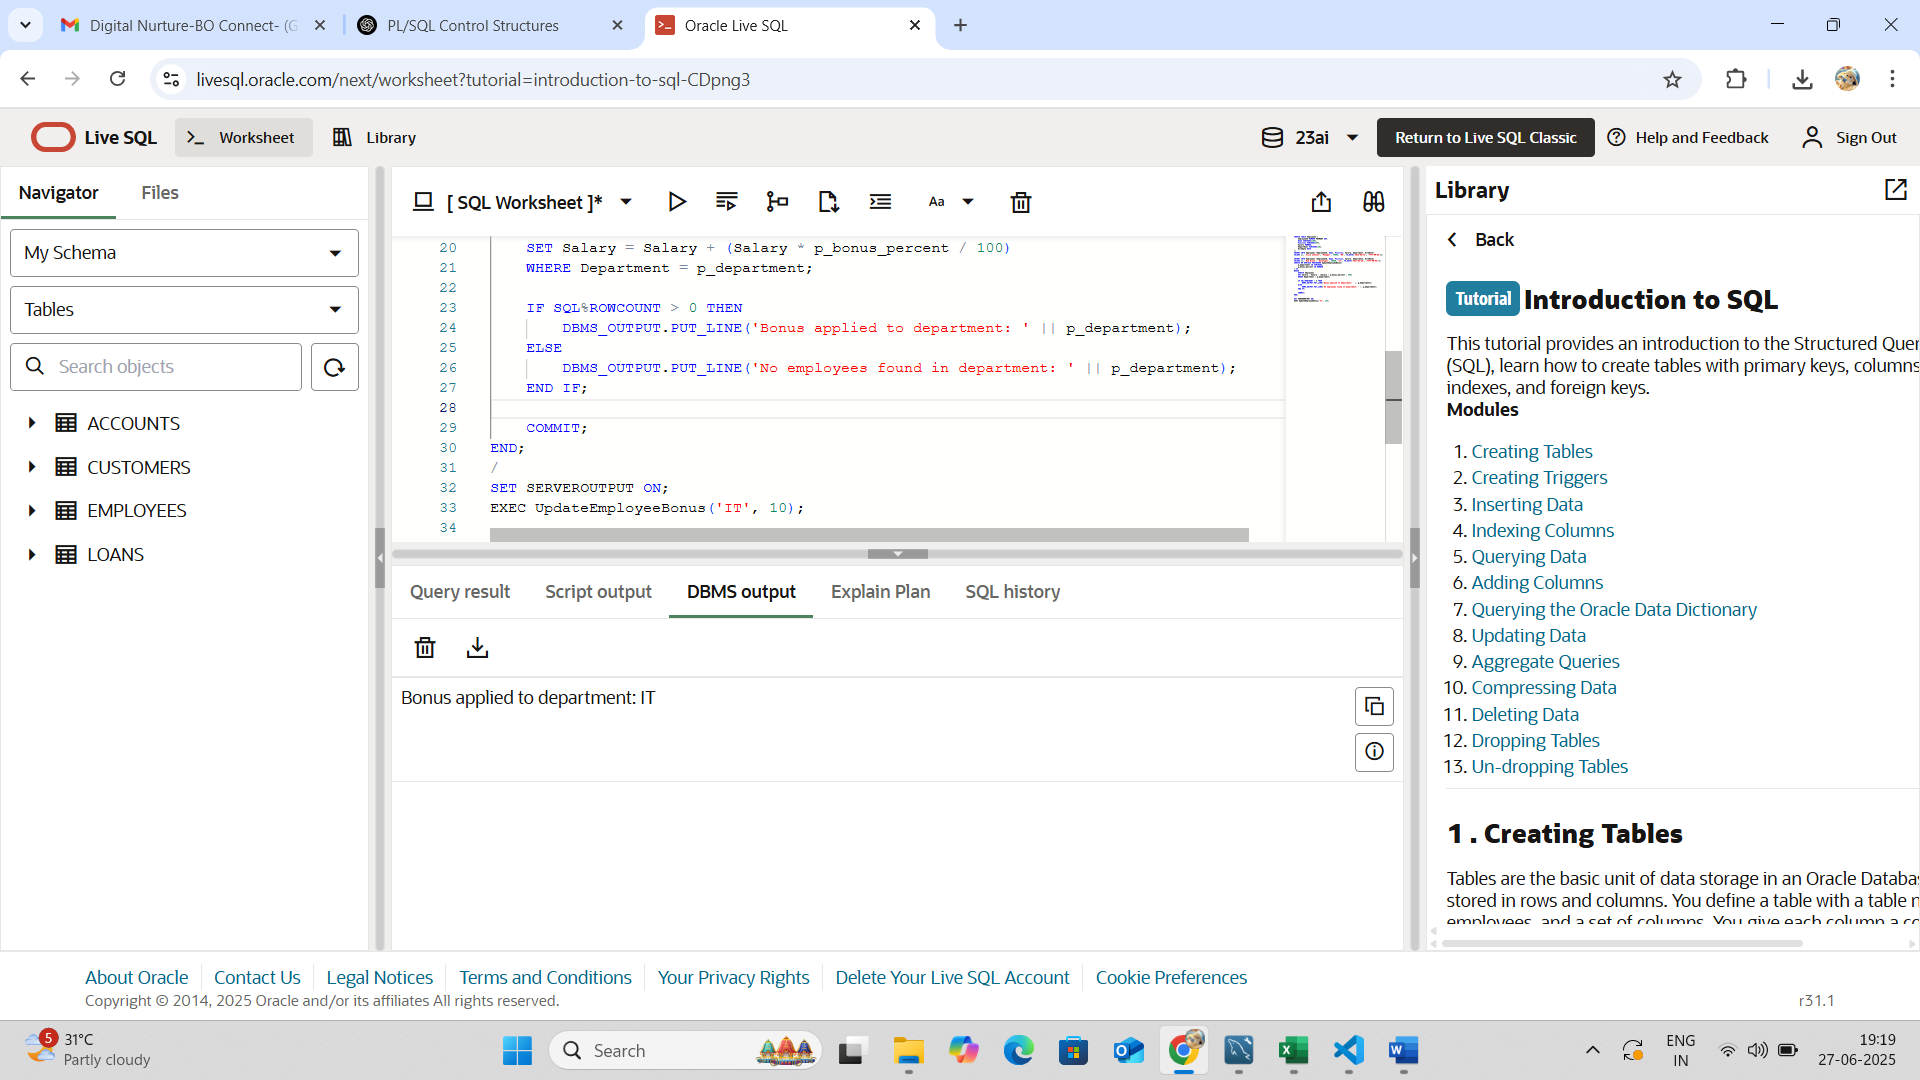 Digital Nurture-BO Connect- (G
PL/SQL Control Structures
Oracle Live SQL
livesql.oracle.com/next/worksheet?tutorial=introduction-to-sql-CDpng3
Live SQL
Worksheet
Library
23ai
Return to Live SQL Classic
Help and Feedback
Sign Out
Navigator
Files
My Schema
Tables
Search objects
ACCOUNTS
CUSTOMERS
EMPLOYEES
LOANS
[ SQL Worksheet ]*
Aa
20 SET Salary = Salary + (Salary * p_bonus_percent / 100)
21 WHERE Department = p_department;
22
23 IF SQL%ROWCOUNT > 0 THEN
24 DBMS_OUTPUT.PUT_LINE('Bonus applied to department: ' || p_department);
25 ELSE
26 DBMS_OUTPUT.PUT_LINE('No employees found in department: ' || p_department);
27 END IF;
28
29 COMMIT;
30 END;
31 /
32 SET SERVEROUTPUT ON;
33 EXEC UpdateEmployeeBonus('IT', 10);
34
Query result
Script output
DBMS output
Explain Plan
SQL history
Bonus applied to department: IT
Library
Back
Tutorial Introduction to SQL
This tutorial provides an introduction to the Structured Quer
(SQL), learn how to create tables with primary keys, columns
indexes, and foreign keys.
Modules
1. Creating Tables
2. Creating Triggers
3. Inserting Data
4. Indexing Columns
5. Querying Data
6. Adding Columns
7. Querying the Oracle Data Dictionary
8. Updating Data
9. Aggregate Queries
10. Compressing Data
11. Deleting Data
12. Dropping Tables
13. Un-dropping Tables
1 . Creating Tables
Tables are the basic unit of data storage in an Oracle Databas
stored in rows and columns. You define a table with a table n
employees, and a set of columns. You give each column a co
About Oracle
Contact Us
Legal Notices
Terms and Conditions
Your Privacy Rights
Delete Your Live SQL Account
Cookie Preferences
Copyright © 2014, 2025 Oracle and/or its affiliates All rights reserved.
r31.1
5
31°C
Partly cloudy
Search
ENG
IN
19:19
27-06-2025